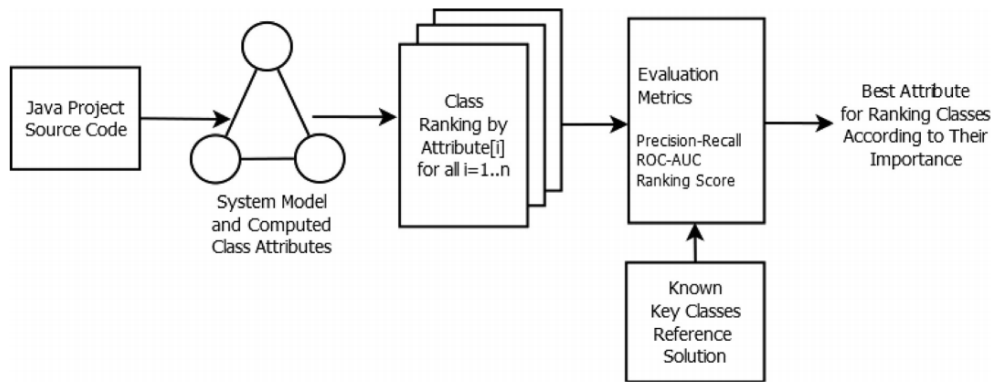 Java Project
Source Code
System Model
and Computed
Class Attributes
Class
Ranking by
Attribute[i]
for all i=1..n
Evaluation
Metrics
Precision-Recall
ROC-AUC
Ranking Score
Known
Key Classes
Reference
Solution
Best Attribute
for Ranking Classes
According to Their
Importance